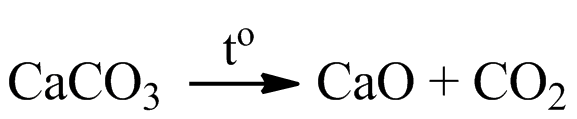 t°
CaCO₃ → CaO + CO₂